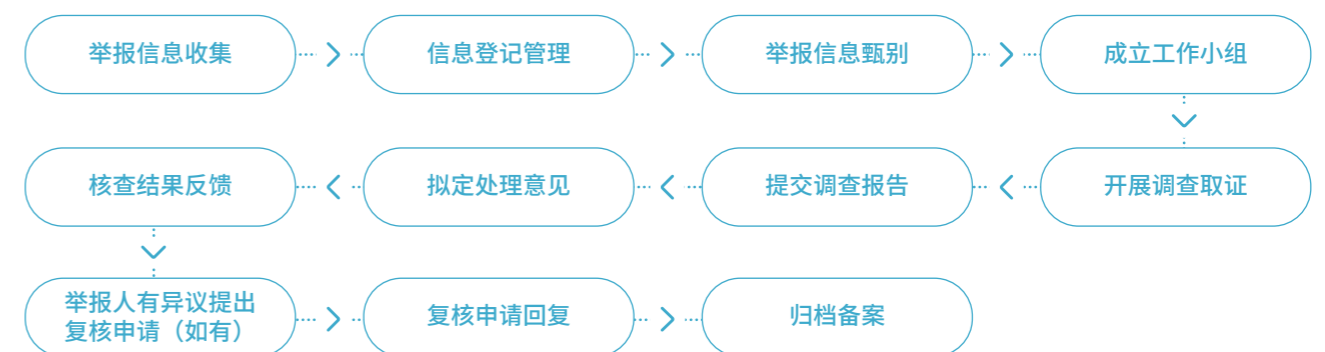 举报信息收集
信息登记管理
举报信息甄别
成立工作小组
开展调查取证
提交调查报告
拟定处理意见
核查结果反馈
举报人有异议提出
复核申请（如有）
复核申请回复
归档备案